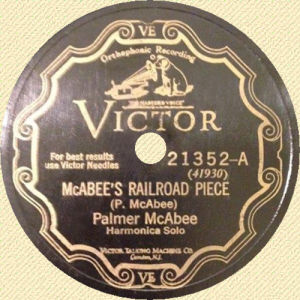 VE
Orthophonic Recording
"HIS MASTER'S VOICE"
VICTOR
For best results
use Victor Needles
21352-A
(41930)
McABEE'S RAILROAD PIECE
(P. McAbee)
Palmer McAbee
Harmonica Solo
VICTOR TALKING MACHINE CO.
Camden, N.J.
VE